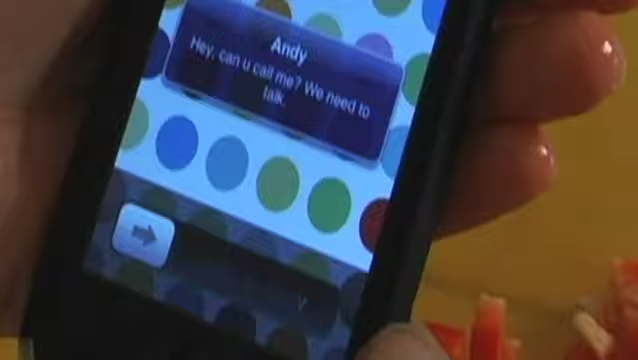 Andy
Hey, can u call me? We need to
talk.